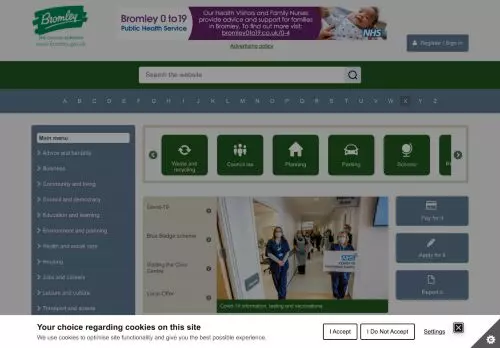 Bromley
THE LONDON BOROUGH
www.bromley.gov.uk
Bromley 0 to 19
Public Health Service
Our Health Visitors and Family Nurses
provide advice and support for families
in Bromley. To find out more visit:
bromley0to19.co.uk/0-4
NHS
Advertising policy
Register | Sign in
Search the website
A B C D E F G H I J K L M N O P Q R S T U V W X Y Z
Main menu
Advice and benefits
Business
Community and living
Council and democracy
Education and learning
Environment and planning
Health and social care
Housing
Jobs and careers
Leisure and culture
Transport and streets
Waste and
recycling
Council tax
Planning
Parking
Schools
Covid-19
Blue Badge scheme
Visiting the Civic
Centre
Local Offer
Covid-19 information, testing and vaccinations
Pay for it
Apply for it
Report it
Your choice regarding cookies on this site
We use cookies to optimise site functionality and give you the best possible experience.
I Accept
I Do Not Accept
Settings